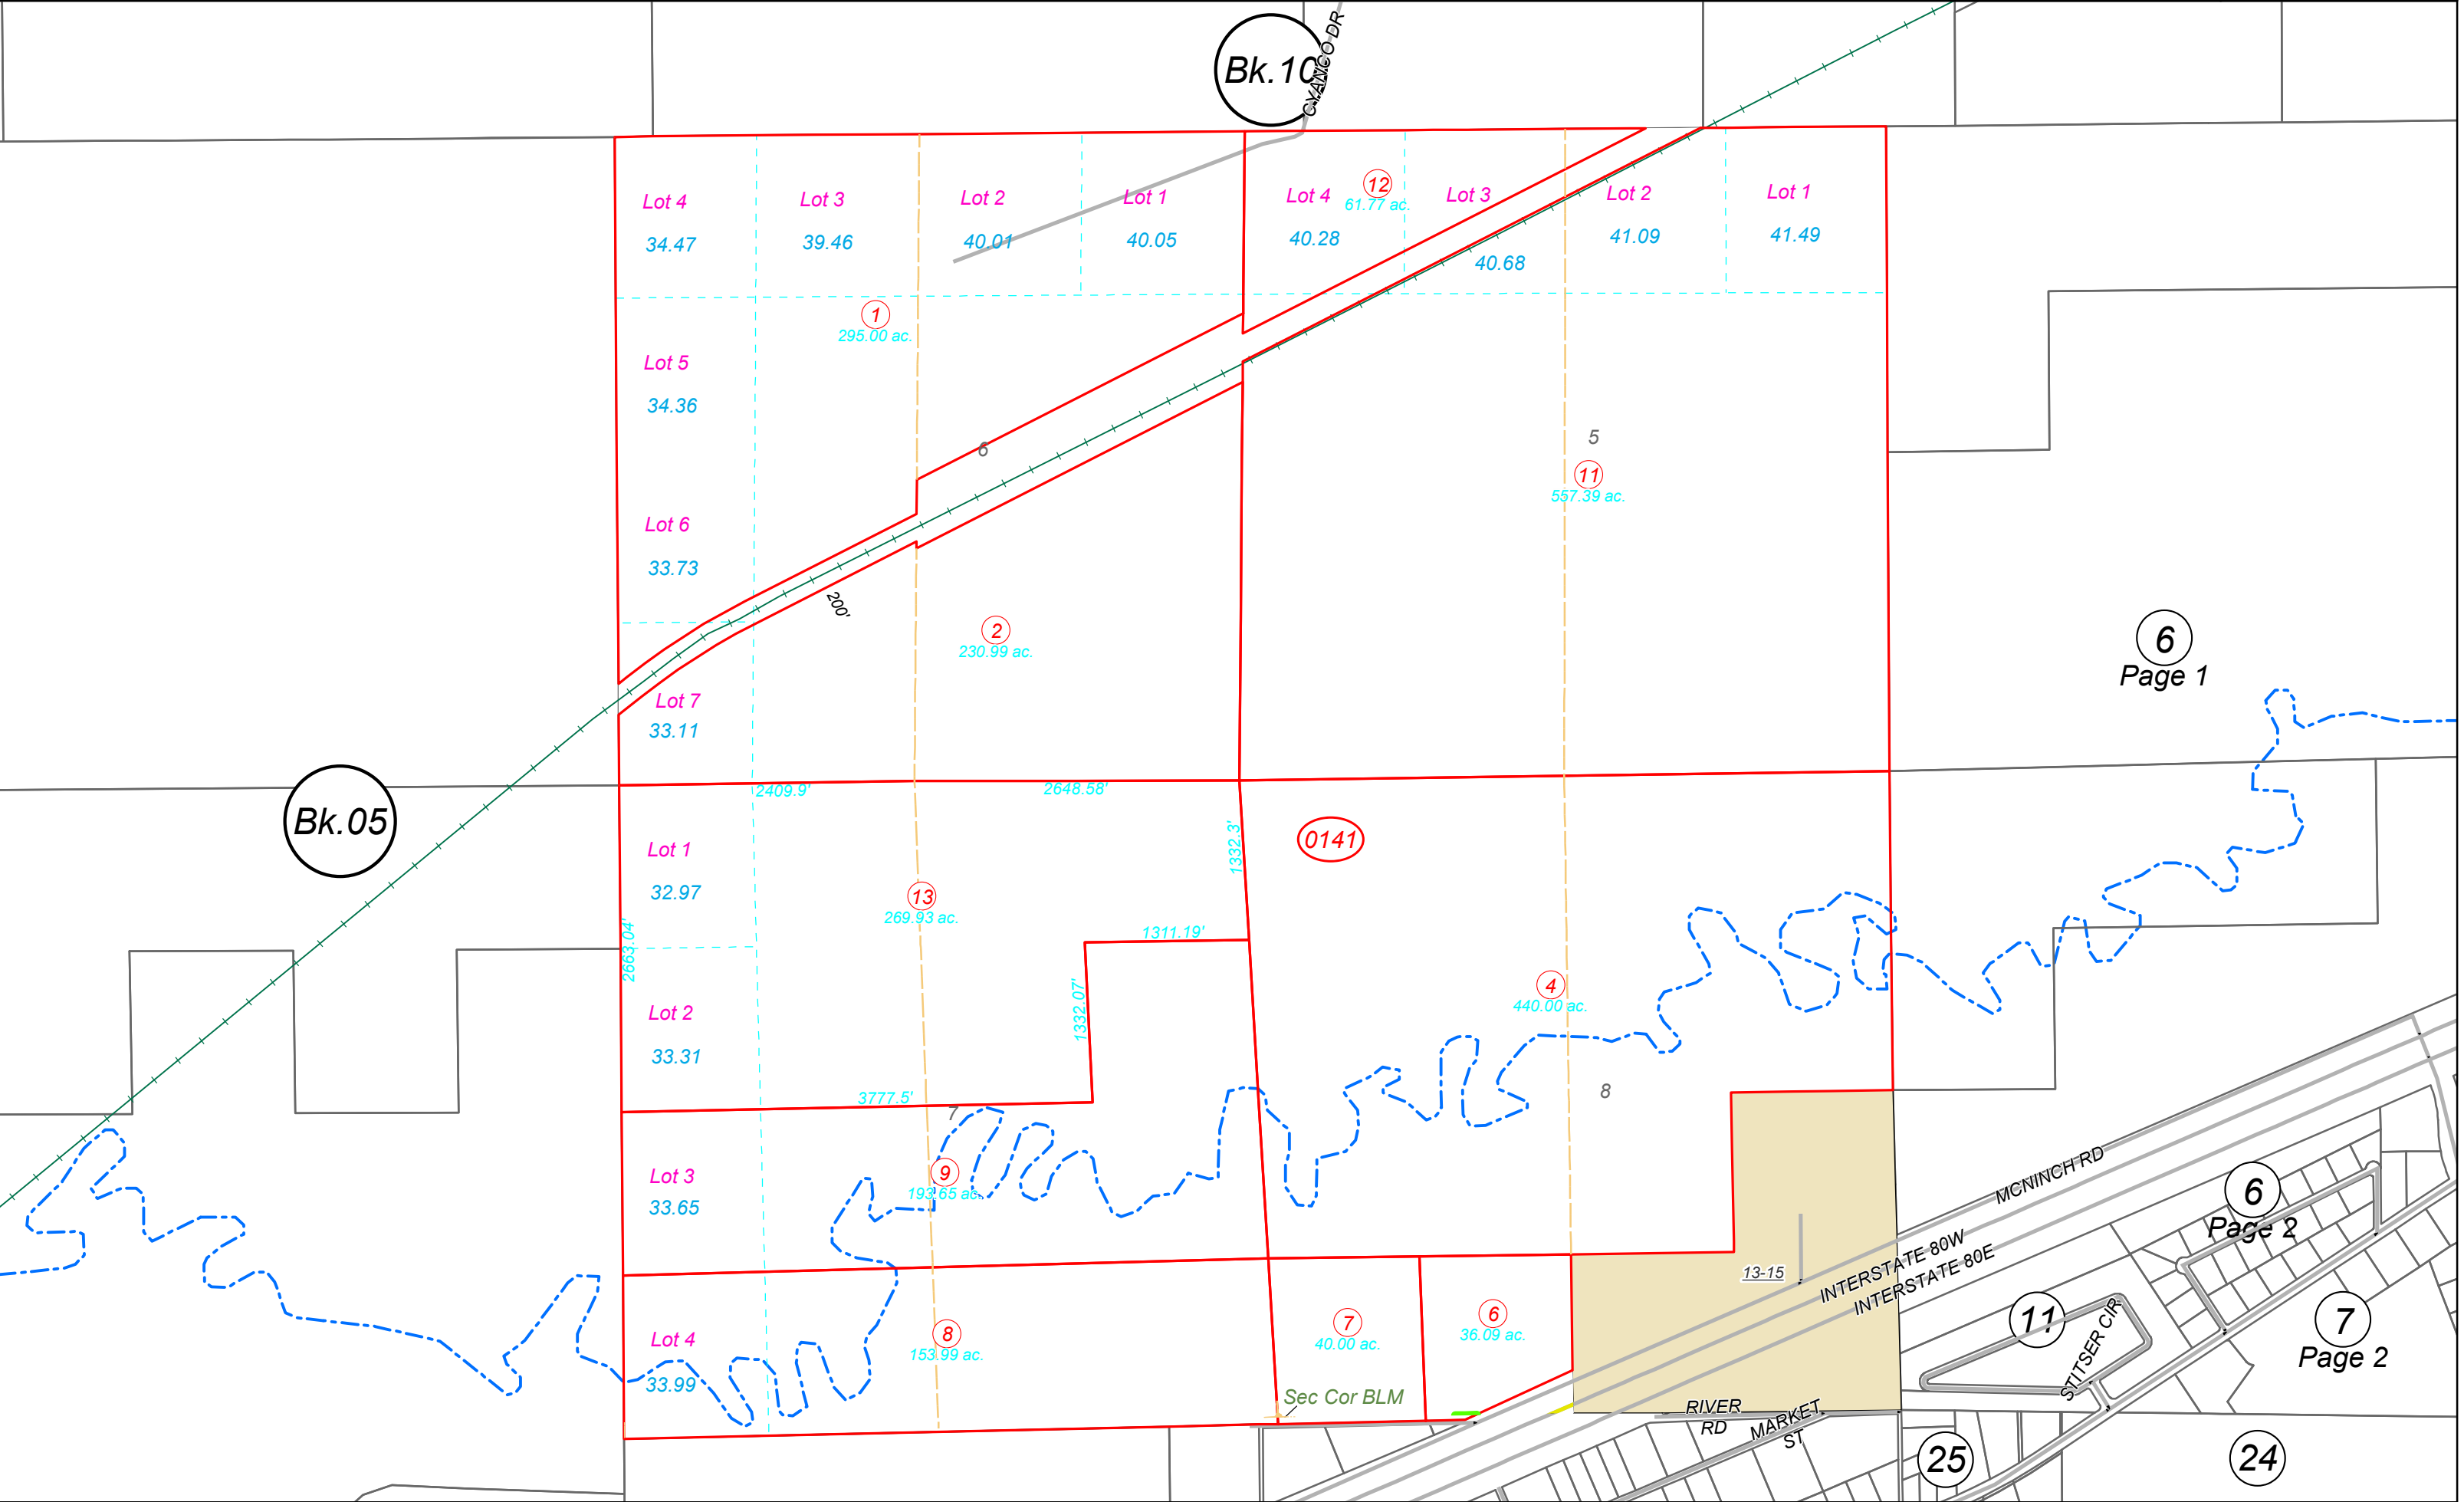 Bk.10
CYANCO DR
Lot 4
Lot 3
Lot 2
Lot 1
Lot 4
12
61.77 ac.
Lot 3
Lot 2
Lot 1
34.47
39.46
40.01
40.05
40.28
40.68
41.09
41.49
1
295.00 ac.
Lot 5
34.36
6
5
11
557.39 ac.
Lot 6
33.73
200'
2
230.99 ac.
6
Page 1
Lot 7
33.11
2409.9'
2648.58'
Bk.05
1332.3'
0141
Lot 1
32.97
13
269.93 ac.
2663.04'
1311.19'
4
440.00 ac.
Lot 2
33.31
1332.07'
3777.5'
7
8
Lot 3
33.65
9
193.65 ac.
MCNINCH RD
6
Page 2
INTERSTATE 80W
INTERSTATE 80E
13-15
Lot 4
33.99
8
153.99 ac.
7
40.00 ac.
6
36.09 ac.
11
STITSER CIR
7
Page 2
Sec Cor BLM
RIVER
RD
MARKET
ST
25
24